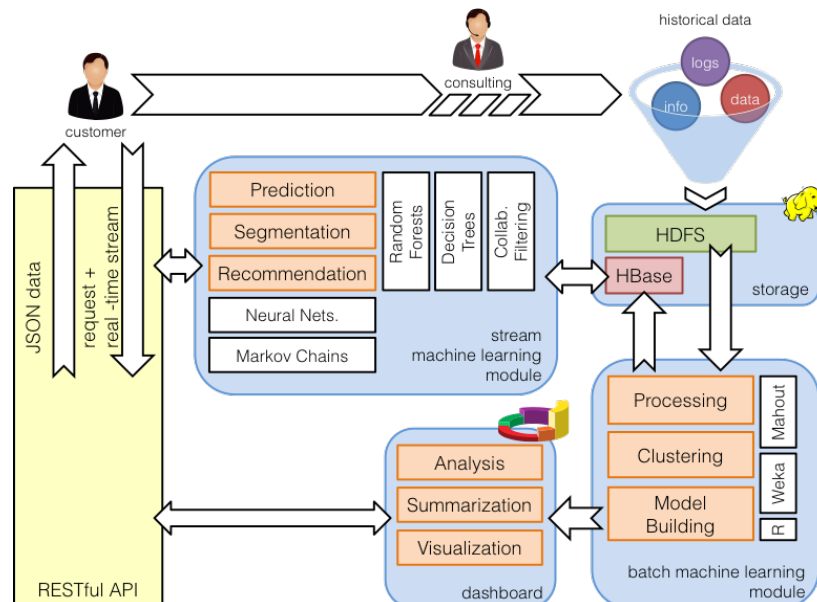 historical data
logs
info
data
consulting
customer
JSON data
request +
real -time stream
RESTful API
Prediction
Segmentation
Recommendation
Neural Nets.
Markov Chains
Random
Forests
Decision
Trees
Collab.
Filtering
stream
machine learning
module
HDFS
HBase
storage
Processing
Clustering
Model
Building
Mahout
Weka
R
batch machine learning
module
Analysis
Summarization
Visualization
dashboard